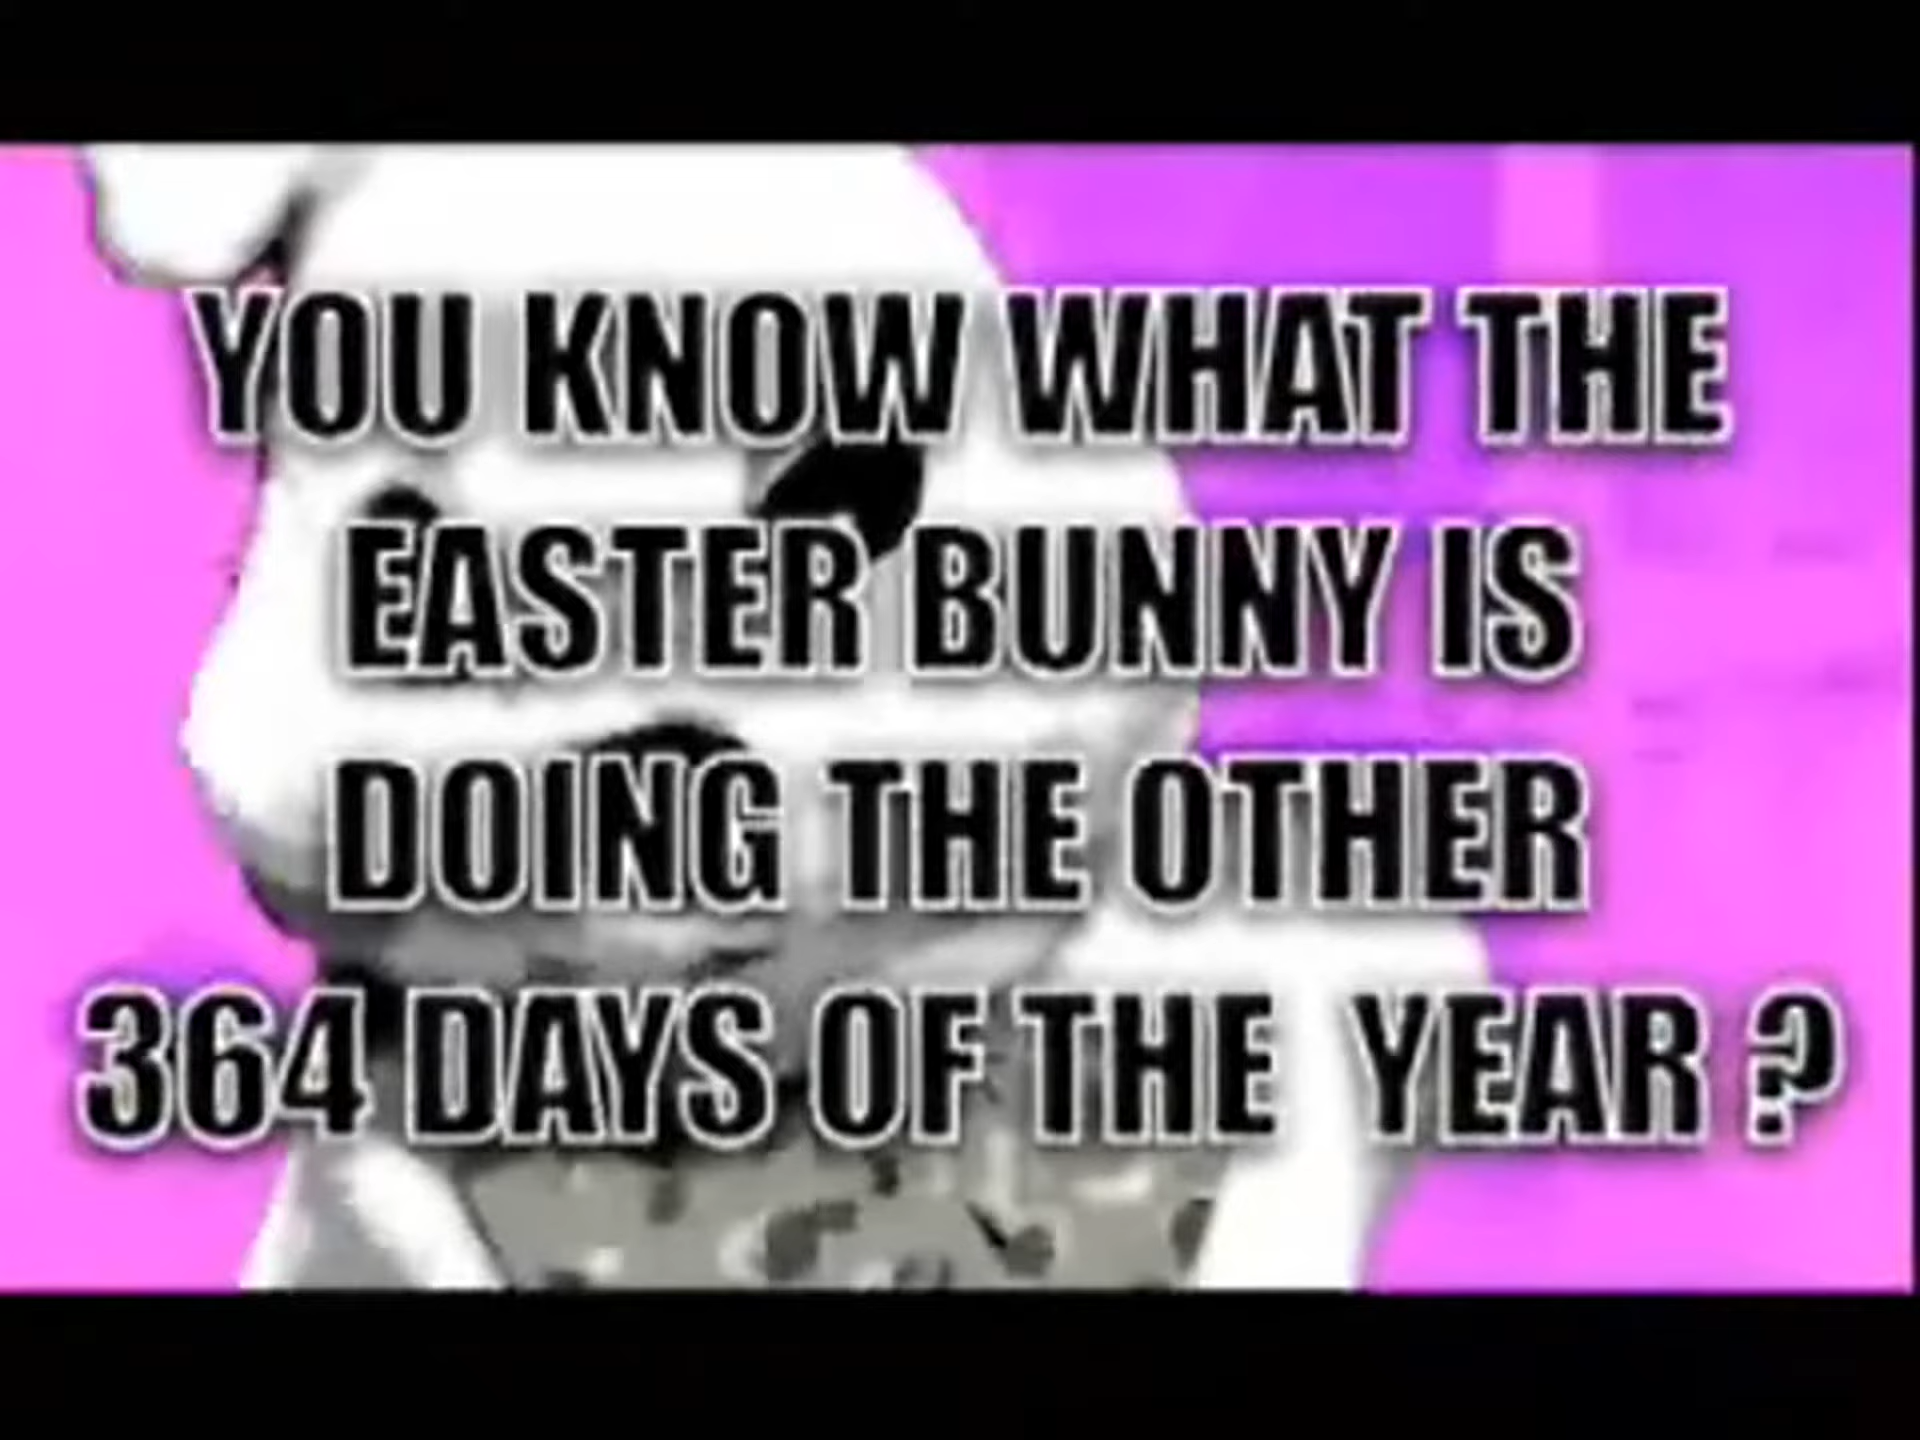 YOU KNOW WHAT THE
EASTER BUNNY IS
DOING THE OTHER
364 DAYS OF THE YEAR ?